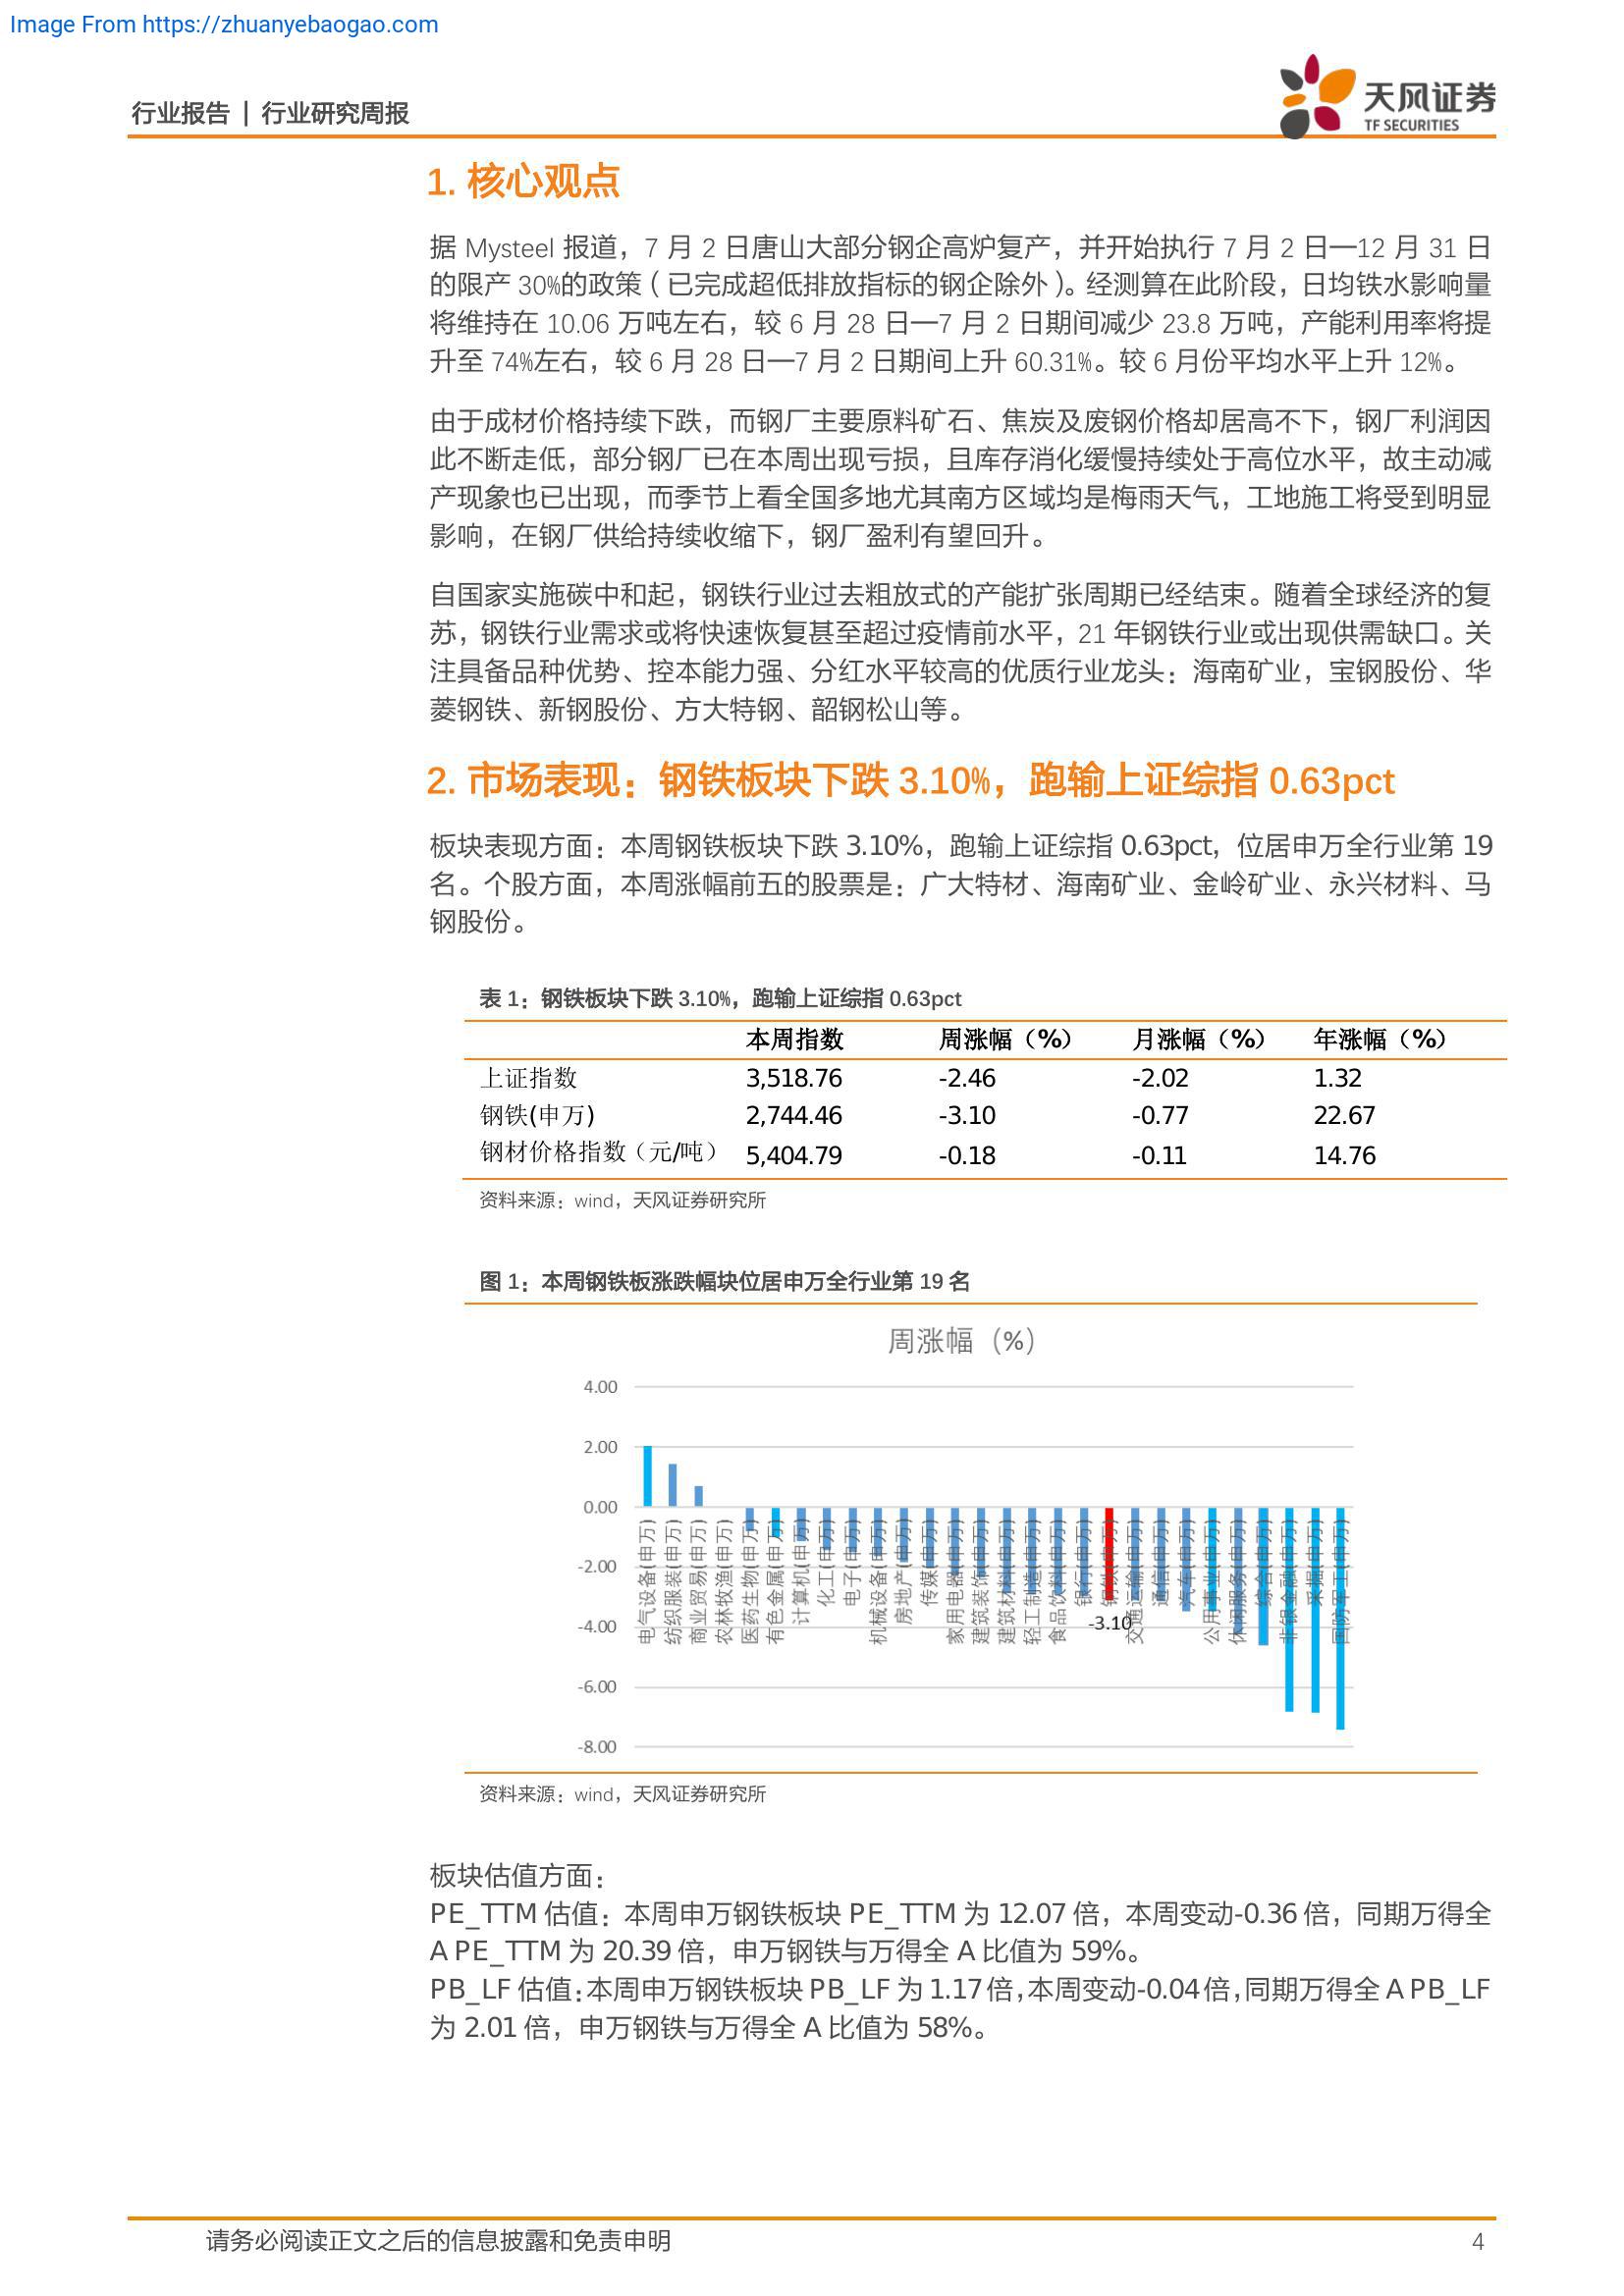 Image From https://zhuanyebaogao.com
行业报告 | 行业研究周报
天风证券
TF SECURITIES
1. 核心观点
据 Mysteel 报道，7 月 2 日唐山大部分钢企高炉复产，并开始执行 7 月 2 日—12 月 31 日
的限产 30%的政策（已完成超低排放指标的钢企除外）。经测算在此阶段，日均铁水影响量
将维持在 10.06 万吨左右，较 6 月 28 日—7 月 2 日期间减少 23.8 万吨，产能利用率将提
升至 74%左右，较 6 月 28 日—7 月 2 日期间上升 60.31%。较 6 月份平均水平上升 12%。
由于成材价格持续下跌，而钢厂主要原料矿石、焦炭及废钢价格却居高不下，钢厂利润因
此不断走低，部分钢厂已在本周出现亏损，且库存消化缓慢持续处于高位水平，故主动减
产现象也已出现，而季节上看全国多地尤其南方区域均是梅雨天气，工地施工将受到明显
影响，在钢厂供给持续收缩下，钢厂盈利有望回升。
自国家实施碳中和起，钢铁行业过去粗放式的产能扩张周期已经结束。随着全球经济的复
苏，钢铁行业需求或将快速恢复甚至超过疫情前水平，21 年钢铁行业或出现供需缺口。关
注具备品种优势、控本能力强、分红水平较高的优质行业龙头：海南矿业，宝钢股份、华
菱钢铁、新钢股份、方大特钢、韶钢松山等。
2. 市场表现：钢铁板块下跌 3.10%，跑输上证综指 0.63pct
板块表现方面：本周钢铁板块下跌 3.10%，跑输上证综指 0.63pct，位居申万全行业第 19
名。个股方面，本周涨幅前五的股票是：广大特材、海南矿业、金岭矿业、永兴材料、马
钢股份。
表 1：钢铁板块下跌 3.10%，跑输上证综指 0.63pct
本周指数 周涨幅（%） 月涨幅（%） 年涨幅（%）
上证指数 3,518.76 -2.46 -2.02 1.32
钢铁(申万) 2,744.46 -3.10 -0.77 22.67
钢材价格指数（元/吨） 5,404.79 -0.18 -0.11 14.76
资料来源：wind，天风证券研究所
图 1：本周钢铁板涨跌幅块位居申万全行业第 19 名
周涨幅（%）
4.00
2.00
0.00
-2.00
-4.00
-6.00
-8.00
电气设备(申万)
纺织服装(申万)
商业贸易(申万)
农林牧渔(申万)
医药生物(申万)
有色金属(申万)
计算机(申万)
化工(申万)
电子(申万)
机械设备(申万)
房地产(申万)
传媒(申万)
家用电器(申万)
建筑装饰(申万)
建筑材料(申万)
轻工制造(申万)
食品饮料(申万)
银行(申万)
钢铁(申万)
交通运输(申万)
通信(申万)
汽车(申万)
公用事业(申万)
休闲服务(申万)
综合(申万)
非银金融(申万)
采掘(申万)
国防军工(申万)
-3.10
资料来源：wind，天风证券研究所
板块估值方面：
PE_TTM 估值：本周申万钢铁板块 PE_TTM 为 12.07 倍，本周变动-0.36 倍，同期万得全
A PE_TTM 为 20.39 倍，申万钢铁与万得全 A 比值为 59%。
PB_LF 估值：本周申万钢铁板块 PB_LF 为 1.17 倍，本周变动-0.04 倍，同期万得全 A PB_LF
为 2.01 倍，申万钢铁与万得全 A 比值为 58%。
请务必阅读正文之后的信息披露和免责申明 4